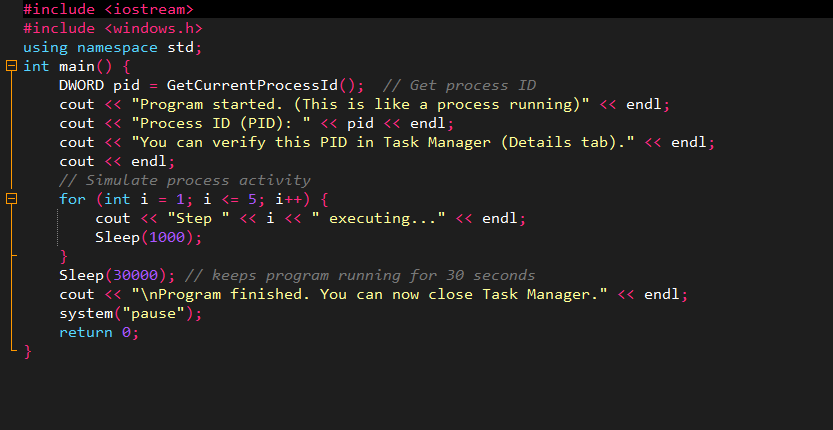 #include <iostream>
#include <windows.h>
using namespace std;
int main() {
    DWORD pid = GetCurrentProcessId();  // Get process ID
    cout << "Program started. (This is like a process running)" << endl;
    cout << "Process ID (PID): " << pid << endl;
    cout << "You can verify this PID in Task Manager (Details tab)." << endl;
    cout << endl;
    // Simulate process activity
    for (int i = 1; i <= 5; i++) {
        cout << "Step " << i << " executing..." << endl;
        Sleep(1000);
    }
    Sleep(30000); // keeps program running for 30 seconds
    cout << "\nProgram finished. You can now close Task Manager." << endl;
    system("pause");
    return 0;
}